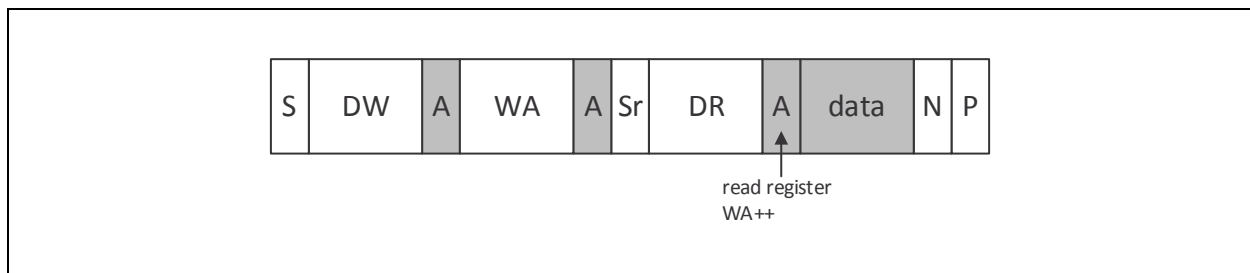 S DW A WA A Sr DR A data N P
read register
WA++